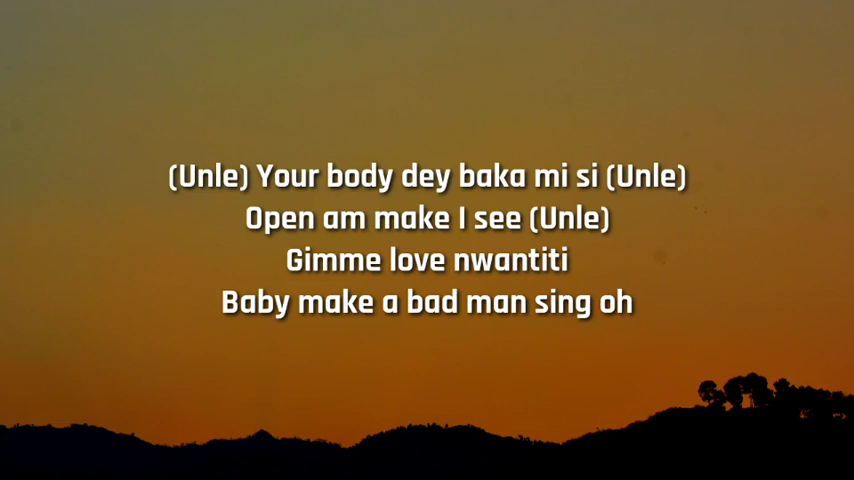 (Unle) Your body dey baka mi si (Unle)
Open am make I see (Unle)
Gimme love nwantiti
Baby make a bad man sing oh